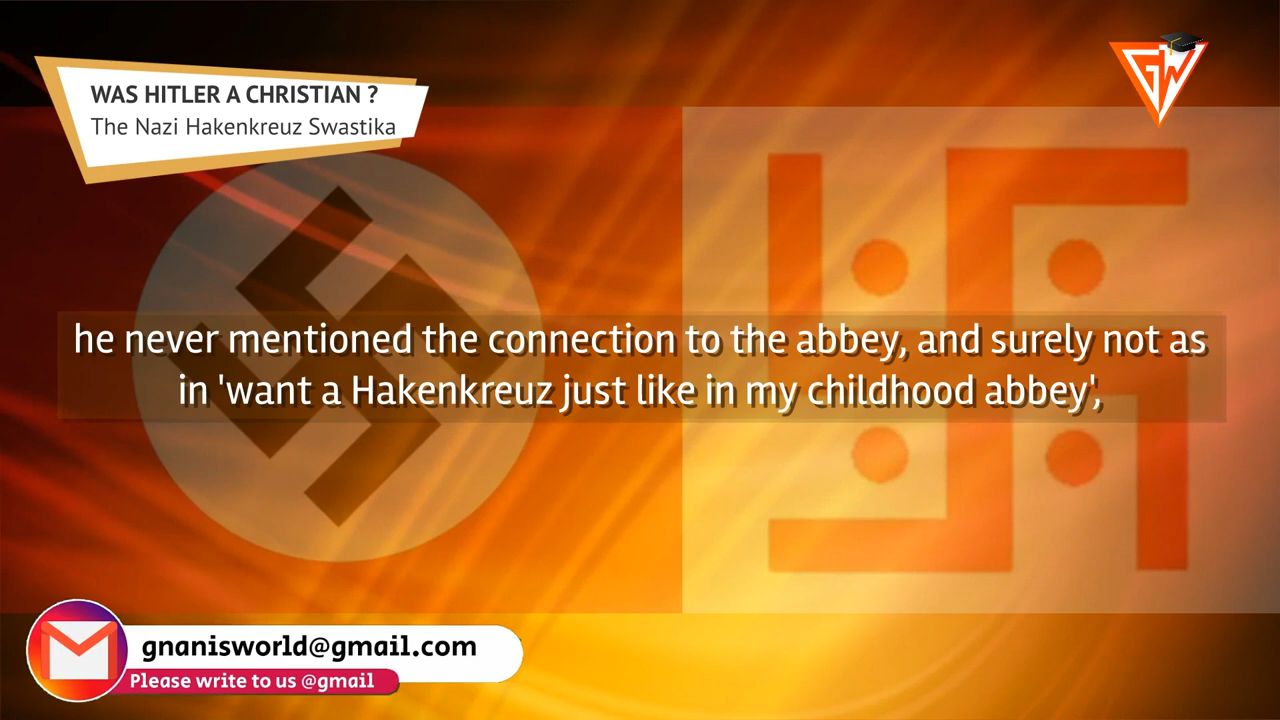 WAS HITLER A CHRISTIAN ?
The Nazi Hakenkreuz Swastika
GW
he never mentioned the connection to the abbey, and surely not as
in 'want a Hakenkreuz just like in my childhood abbey',
gnanisworld@gmail.com
Please write to us @gmail